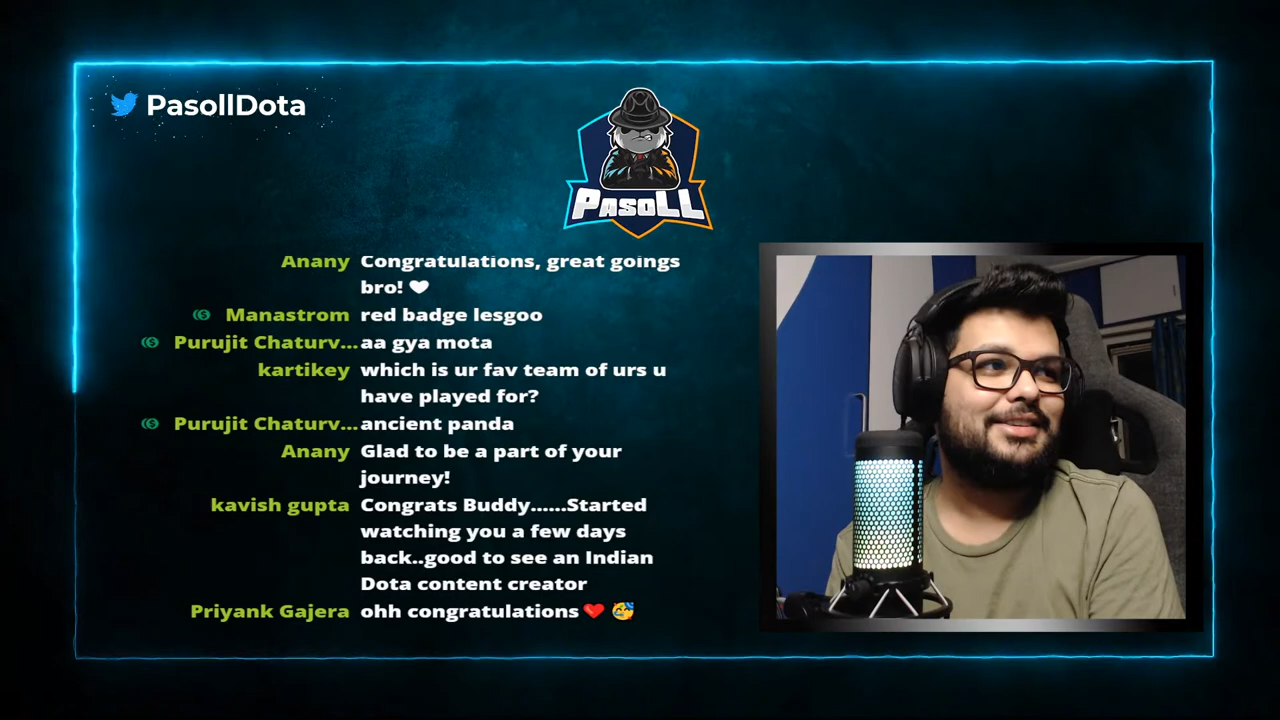 PasollDota
PASOLL
Anany Congratulations, great goings
bro! 🤍
Manastrom red badge lesgoo
Purujit Chaturv... aa gya mota
kartikey which is ur fav team of urs u
have played for?
Purujit Chaturv... ancient panda
Anany Glad to be a part of your
journey!
kavish gupta Congrats Buddy......Started
watching you a few days
back..good to see an Indian
Dota content creator
Priyank Gajera ohh congratulations ❤️ 🥳